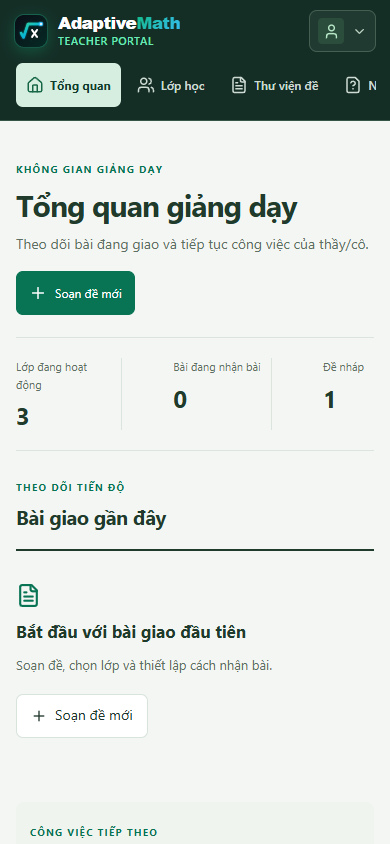 AdaptiveMath
TEACHER PORTAL
Tổng quan
Lớp học
Thư viện đề
N
KHÔNG GIAN GIẢNG DẠY
Tổng quan giảng dạy
Theo dõi bài đang giao và tiếp tục công việc của thầy/cô.
Soạn đề mới
Lớp đang hoạt
động
3
Bài đang nhận bài
0
Đề nháp
1
THEO DÕI TIẾN ĐỘ
Bài giao gần đây
Bắt đầu với bài giao đầu tiên
Soạn đề, chọn lớp và thiết lập cách nhận bài.
Soạn đề mới
CÔNG VIỆC TIẾP THEO